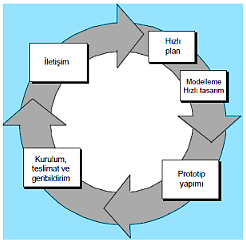 İletişim
Hızlı
plan
Modelleme
Hızlı tasarım
Prototip
yapımı
Kurulum,
teslimat ve
geribildirim